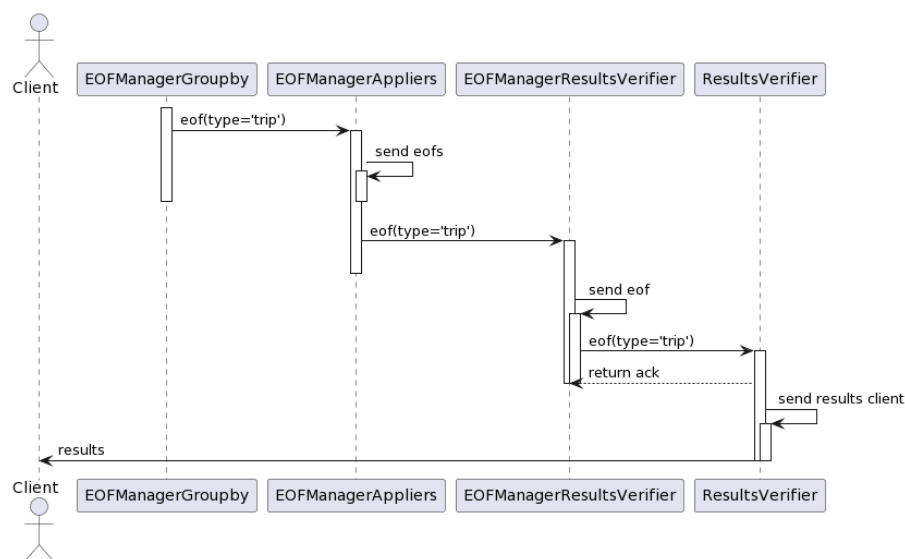 Client
EOFManagerGroupby
EOFManagerAppliers
EOFManagerResultsVerifier
ResultsVerifier
eof(type='trip')
send eofs
eof(type='trip')
send eof
eof(type='trip')
return ack
send results client
results
Client
EOFManagerGroupby
EOFManagerAppliers
EOFManagerResultsVerifier
ResultsVerifier